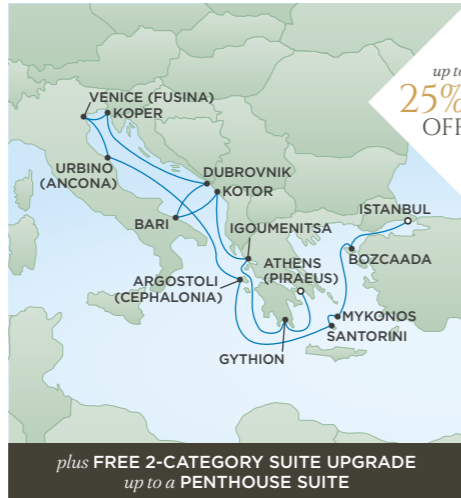 up to
25%
OFF
VENICE (FUSINA)
KOPER
URBINO
(ANCONA)
DUBROVNIK
KOTOR
BARI
IGOUMENITSA
ISTANBUL
ATHENS
(PIRAEUS)
BOZCAADA
ARGOSTOLI
(CEPHALONIA)
MYKONOS
SANTORINI
GYTHION
plus FREE 2-CATEGORY SUITE UPGRADE
up to a PENTHOUSE SUITE